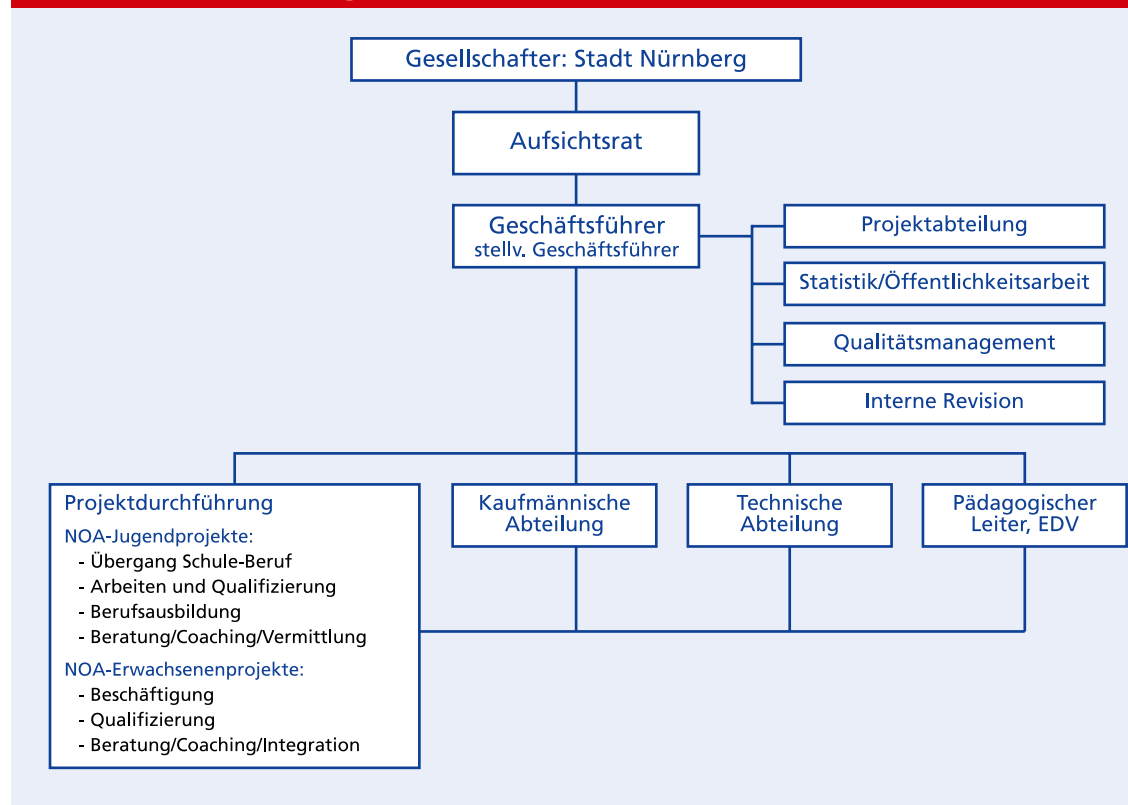 Gesellschafter: Stadt Nürnberg
Aufsichtsrat
Geschäftsführer
stellv. Geschäftsführer
Projektabteilung
Statistik/Öffentlichkeitsarbeit
Qualitätsmanagement
Interne Revision
Projektdurchführung
NOA-Jugendprojekte:
- Übergang Schule-Beruf
- Arbeiten und Qualifizierung
- Berufsausbildung
- Beratung/Coaching/Vermittlung
NOA-Erwachsenenprojekte:
- Beschäftigung
- Qualifizierung
- Beratung/Coaching/Integration
Kaufmännische
Abteilung
Technische
Abteilung
Pädagogischer
Leiter, EDV